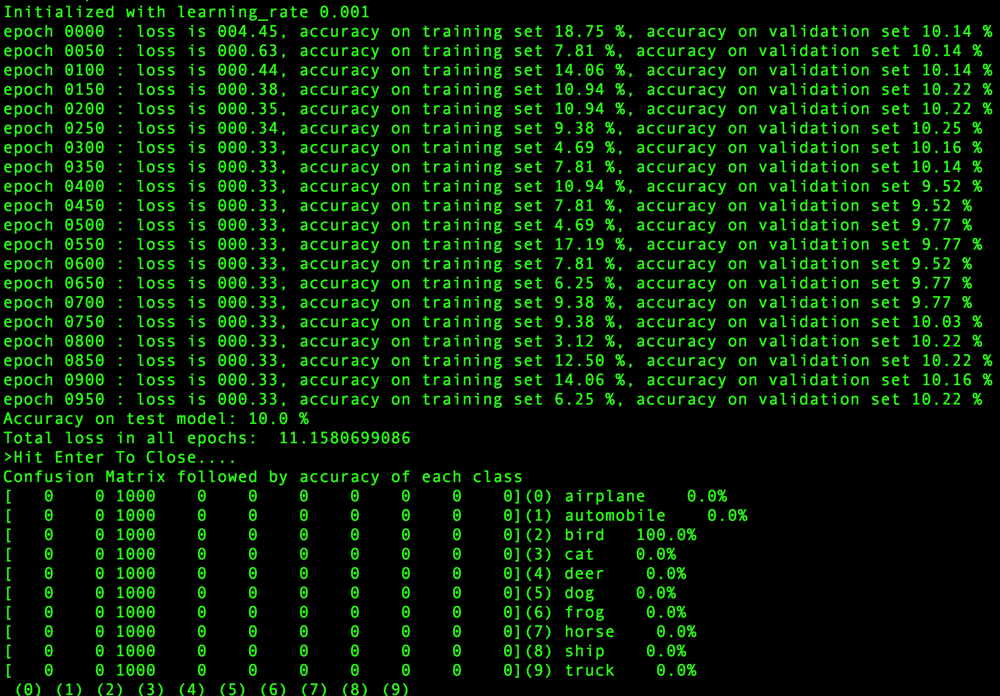 Initialized with learning_rate 0.001
epoch 0000 : loss is 004.45, accuracy on training set 18.75 %, accuracy on validation set 10.14 %
epoch 0050 : loss is 000.63, accuracy on training set 7.81 %, accuracy on validation set 10.14 %
epoch 0100 : loss is 000.44, accuracy on training set 14.06 %, accuracy on validation set 10.14 %
epoch 0150 : loss is 000.38, accuracy on training set 10.94 %, accuracy on validation set 10.22 %
epoch 0200 : loss is 000.35, accuracy on training set 10.94 %, accuracy on validation set 10.22 %
epoch 0250 : loss is 000.34, accuracy on training set 9.38 %, accuracy on validation set 10.25 %
epoch 0300 : loss is 000.33, accuracy on training set 4.69 %, accuracy on validation set 10.16 %
epoch 0350 : loss is 000.33, accuracy on training set 7.81 %, accuracy on validation set 10.14 %
epoch 0400 : loss is 000.33, accuracy on training set 10.94 %, accuracy on validation set 9.52 %
epoch 0450 : loss is 000.33, accuracy on training set 7.81 %, accuracy on validation set 9.52 %
epoch 0500 : loss is 000.33, accuracy on training set 4.69 %, accuracy on validation set 9.77 %
epoch 0550 : loss is 000.33, accuracy on training set 17.19 %, accuracy on validation set 9.77 %
epoch 0600 : loss is 000.33, accuracy on training set 7.81 %, accuracy on validation set 9.52 %
epoch 0650 : loss is 000.33, accuracy on training set 6.25 %, accuracy on validation set 9.77 %
epoch 0700 : loss is 000.33, accuracy on training set 9.38 %, accuracy on validation set 9.77 %
epoch 0750 : loss is 000.33, accuracy on training set 9.38 %, accuracy on validation set 10.03 %
epoch 0800 : loss is 000.33, accuracy on training set 3.12 %, accuracy on validation set 10.22 %
epoch 0850 : loss is 000.33, accuracy on training set 12.50 %, accuracy on validation set 10.22 %
epoch 0900 : loss is 000.33, accuracy on training set 14.06 %, accuracy on validation set 10.16 %
epoch 0950 : loss is 000.33, accuracy on training set 6.25 %, accuracy on validation set 10.22 %
Accuracy on test model: 10.0 %
Total loss in all epochs:  11.1580699086
>Hit Enter To Close....
Confusion Matrix followed by accuracy of each class
[   0    0 1000    0    0    0    0    0    0    0](0) airplane    0.0%
[   0    0 1000    0    0    0    0    0    0    0](1) automobile    0.0%
[   0    0 1000    0    0    0    0    0    0    0](2) bird   100.0%
[   0    0 1000    0    0    0    0    0    0    0](3) cat    0.0%
[   0    0 1000    0    0    0    0    0    0    0](4) deer    0.0%
[   0    0 1000    0    0    0    0    0    0    0](5) dog    0.0%
[   0    0 1000    0    0    0    0    0    0    0](6) frog    0.0%
[   0    0 1000    0    0    0    0    0    0    0](7) horse    0.0%
[   0    0 1000    0    0    0    0    0    0    0](8) ship    0.0%
[   0    0 1000    0    0    0    0    0    0    0](9) truck    0.0%
 (0) (1) (2) (3) (4) (5) (6) (7) (8) (9)